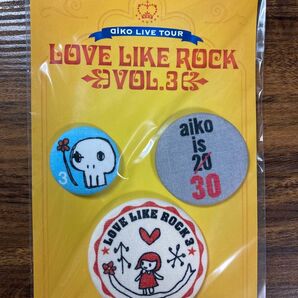 aiko LIVE TOUR
LOVE LIKE ROCK
VOL.3
3
aiko
is
20
30
LOVE LIKE ROCK 3